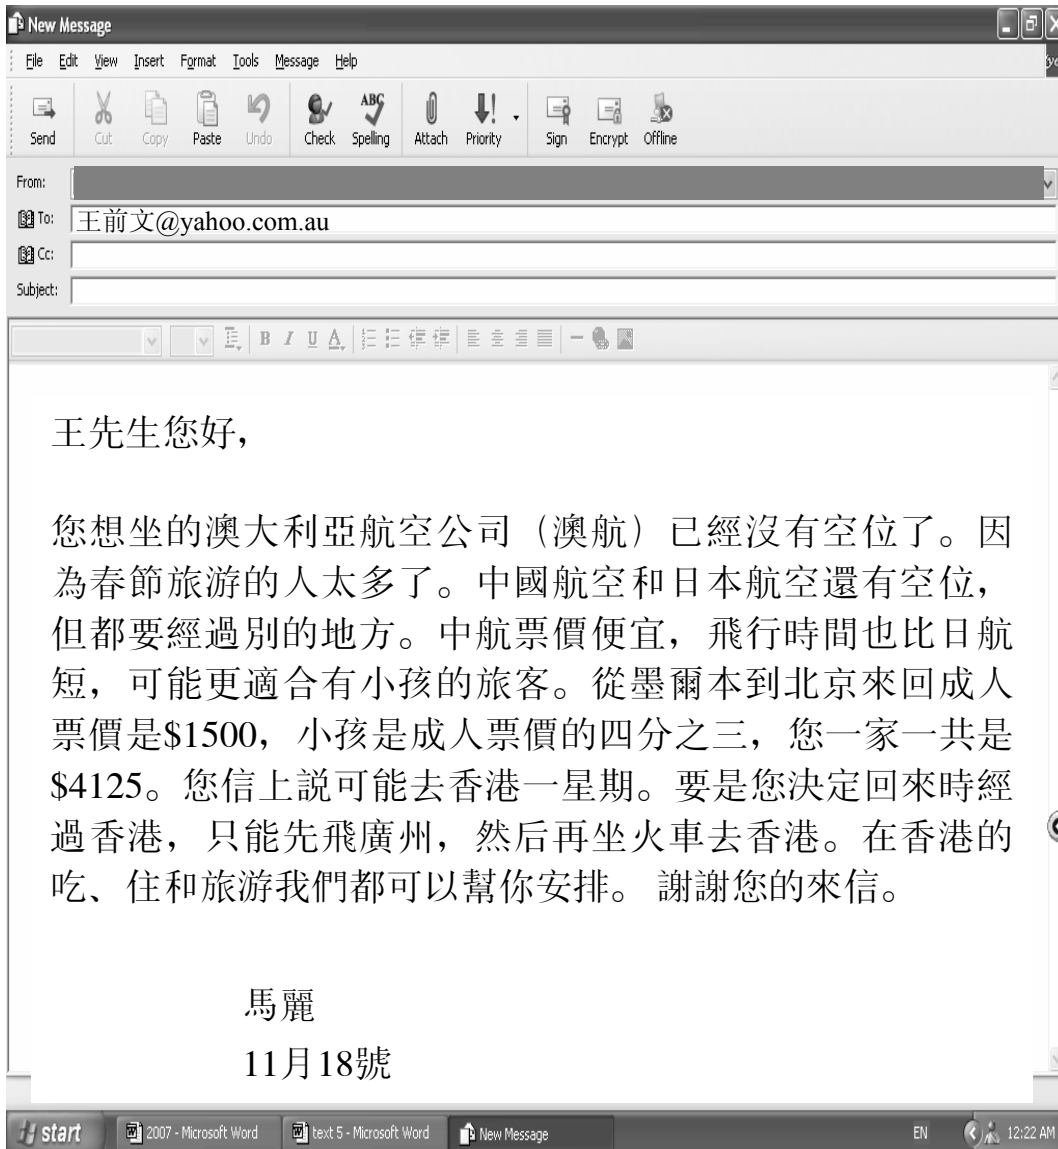 New Message
File Edit View Insert Format Tools Message Help
Send Cut Copy Paste Undo Check Spelling Attach Priority Sign Encrypt Offline
From:
To: 王前文@yahoo.com.au
Cc:
Subject:
王先生您好，
您想坐的澳大利亞航空公司（澳航）已經沒有空位了。因
為春節旅游的人太多了。中國航空和日本航空還有空位，
但都要經過別的地方。中航票價便宜，飛行時間也比日航
短，可能更適合有小孩的旅客。從墨爾本到北京來回成人
票價是$1500，小孩是成人票價的四分之三，您一家一共是
$4125。您信上説可能去香港一星期。要是您決定回來時經
過香港，只能先飛廣州，然后再坐火車去香港。在香港的
吃、住和旅游我們都可以幫你安排。 謝謝您的來信。
馬麗
11月18號
start 2007 - Microsoft Word text 5 - Microsoft Word New Message EN 12:22 AM